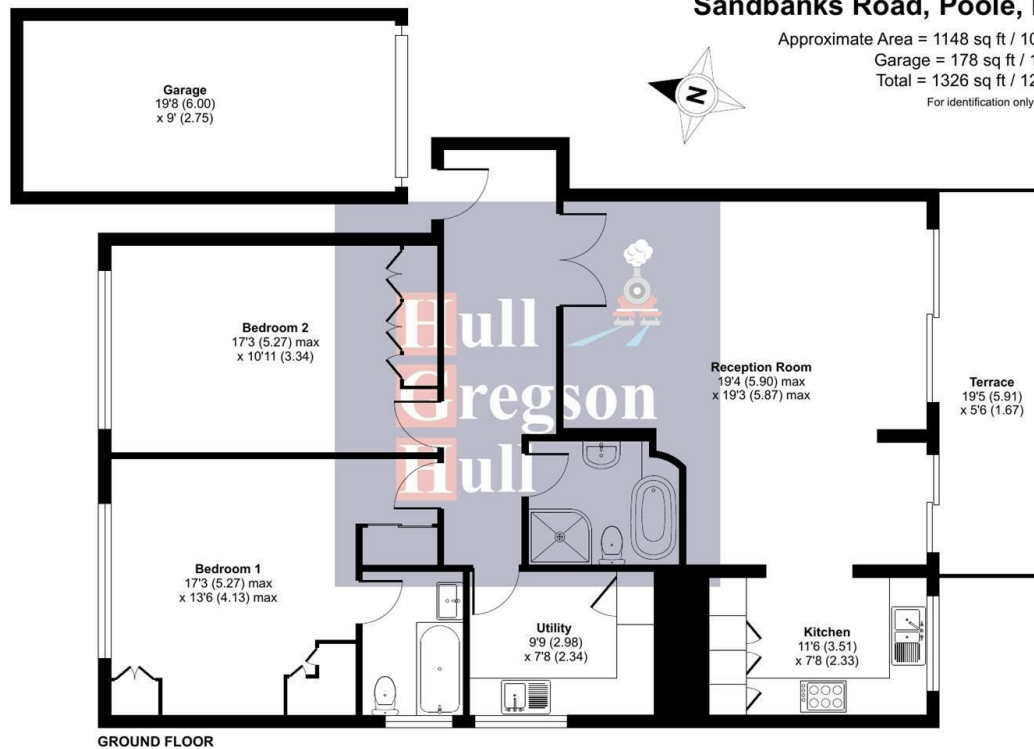 Sandbanks Road, Poole,
Approximate Area = 1148 sq ft /
Garage = 178 sq ft /
Total = 1326 sq ft /
For identification only
N
Garage
19'8 (6.00)
x 9' (2.75)
Bedroom 2
17'3 (5.27) max
x 10'11 (3.34)
Hull
Gregson
Hull
Reception Room
19'4 (5.90) max
x 19'3 (5.87) max
Terrace
19'5 (5.91)
x 5'6 (1.67)
Bedroom 1
17'3 (5.27) max
x 13'6 (4.13) max
Utility
9'9 (2.98)
x 7'8 (2.34)
Kitchen
11'6 (3.51)
x 7'8 (2.33)
GROUND FLOOR